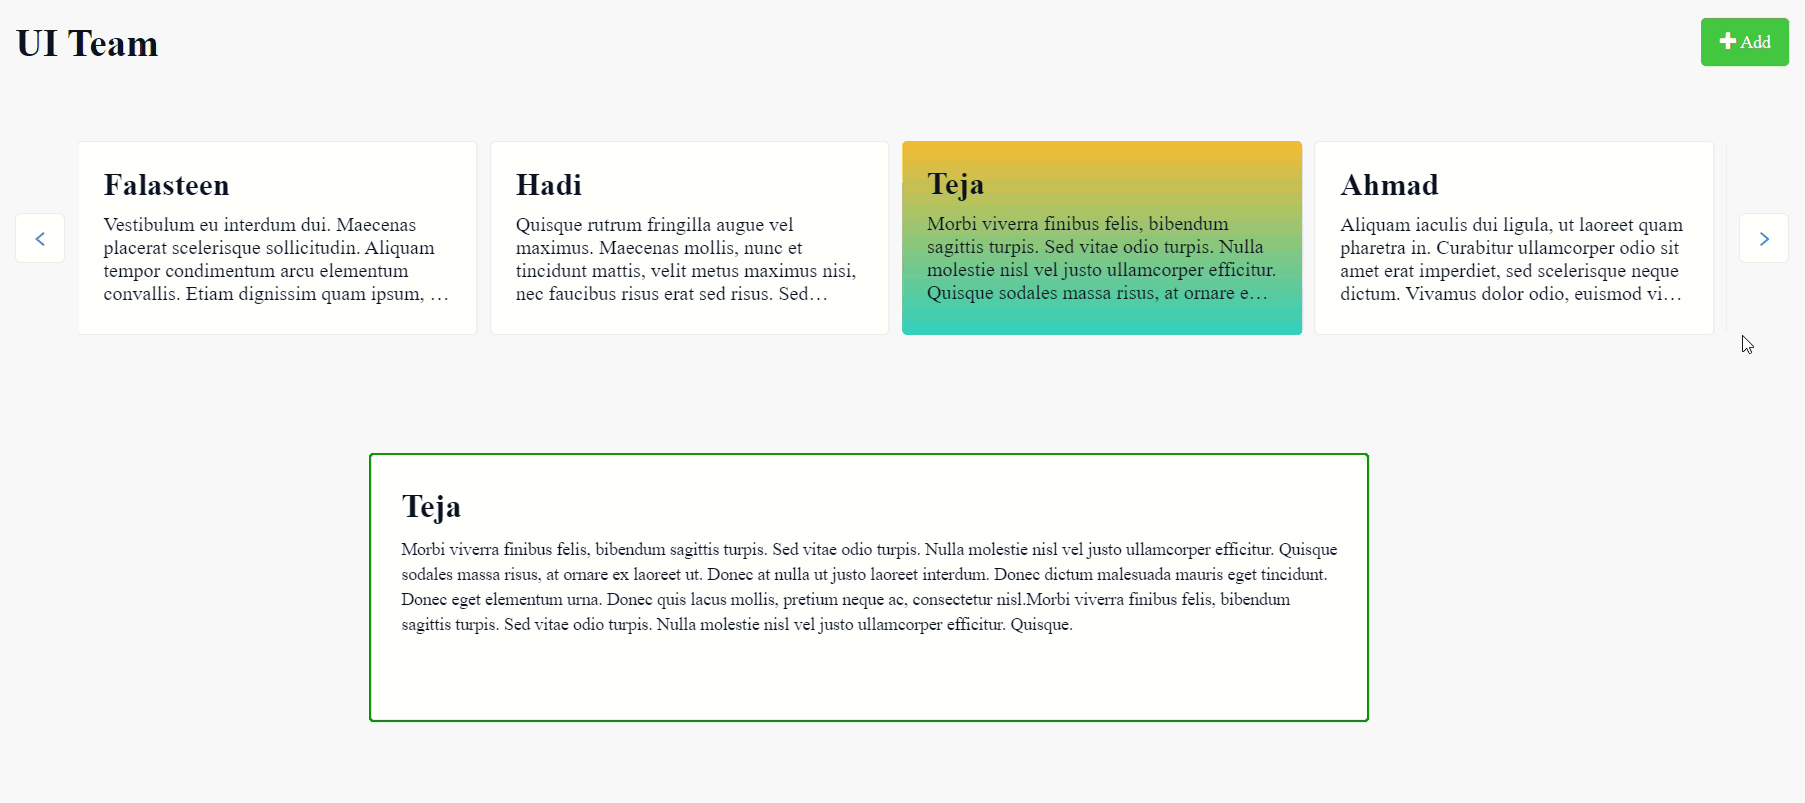 UI Team
Add
Falasteen
Vestibulum eu interdum dui. Maecenas
placerat scelerisque sollicitudin. Aliquam
tempor condimentum arcu elementum
convallis. Etiam dignissim quam ipsum, …
Hadi
Quisque rutrum fringilla augue vel
maximus. Maecenas mollis, nunc et
tincidunt mattis, velit metus maximus nisi,
nec faucibus risus erat sed risus. Sed…
Teja
Morbi viverra finibus felis, bibendum
sagittis turpis. Sed vitae odio turpis. Nulla
molestie nisl vel justo ullamcorper efficitur.
Quisque sodales massa risus, at ornare e…
Ahmad
Aliquam iaculis dui ligula, ut laoreet quam
pharetra in. Curabitur ullamcorper odio sit
amet erat imperdiet, sed scelerisque neque
dictum. Vivamus dolor odio, euismod vi…
Teja
Morbi viverra finibus felis, bibendum sagittis turpis. Sed vitae odio turpis. Nulla molestie nisl vel justo ullamcorper efficitur. Quisque
sodales massa risus, at ornare ex laoreet ut. Donec at nulla ut justo laoreet interdum. Donec dictum malesuada mauris eget tincidunt.
Donec eget elementum urna. Donec quis lacus mollis, pretium neque ac, consectetur nisl.Morbi viverra finibus felis, bibendum
sagittis turpis. Sed vitae odio turpis. Nulla molestie nisl vel justo ullamcorper efficitur. Quisque.